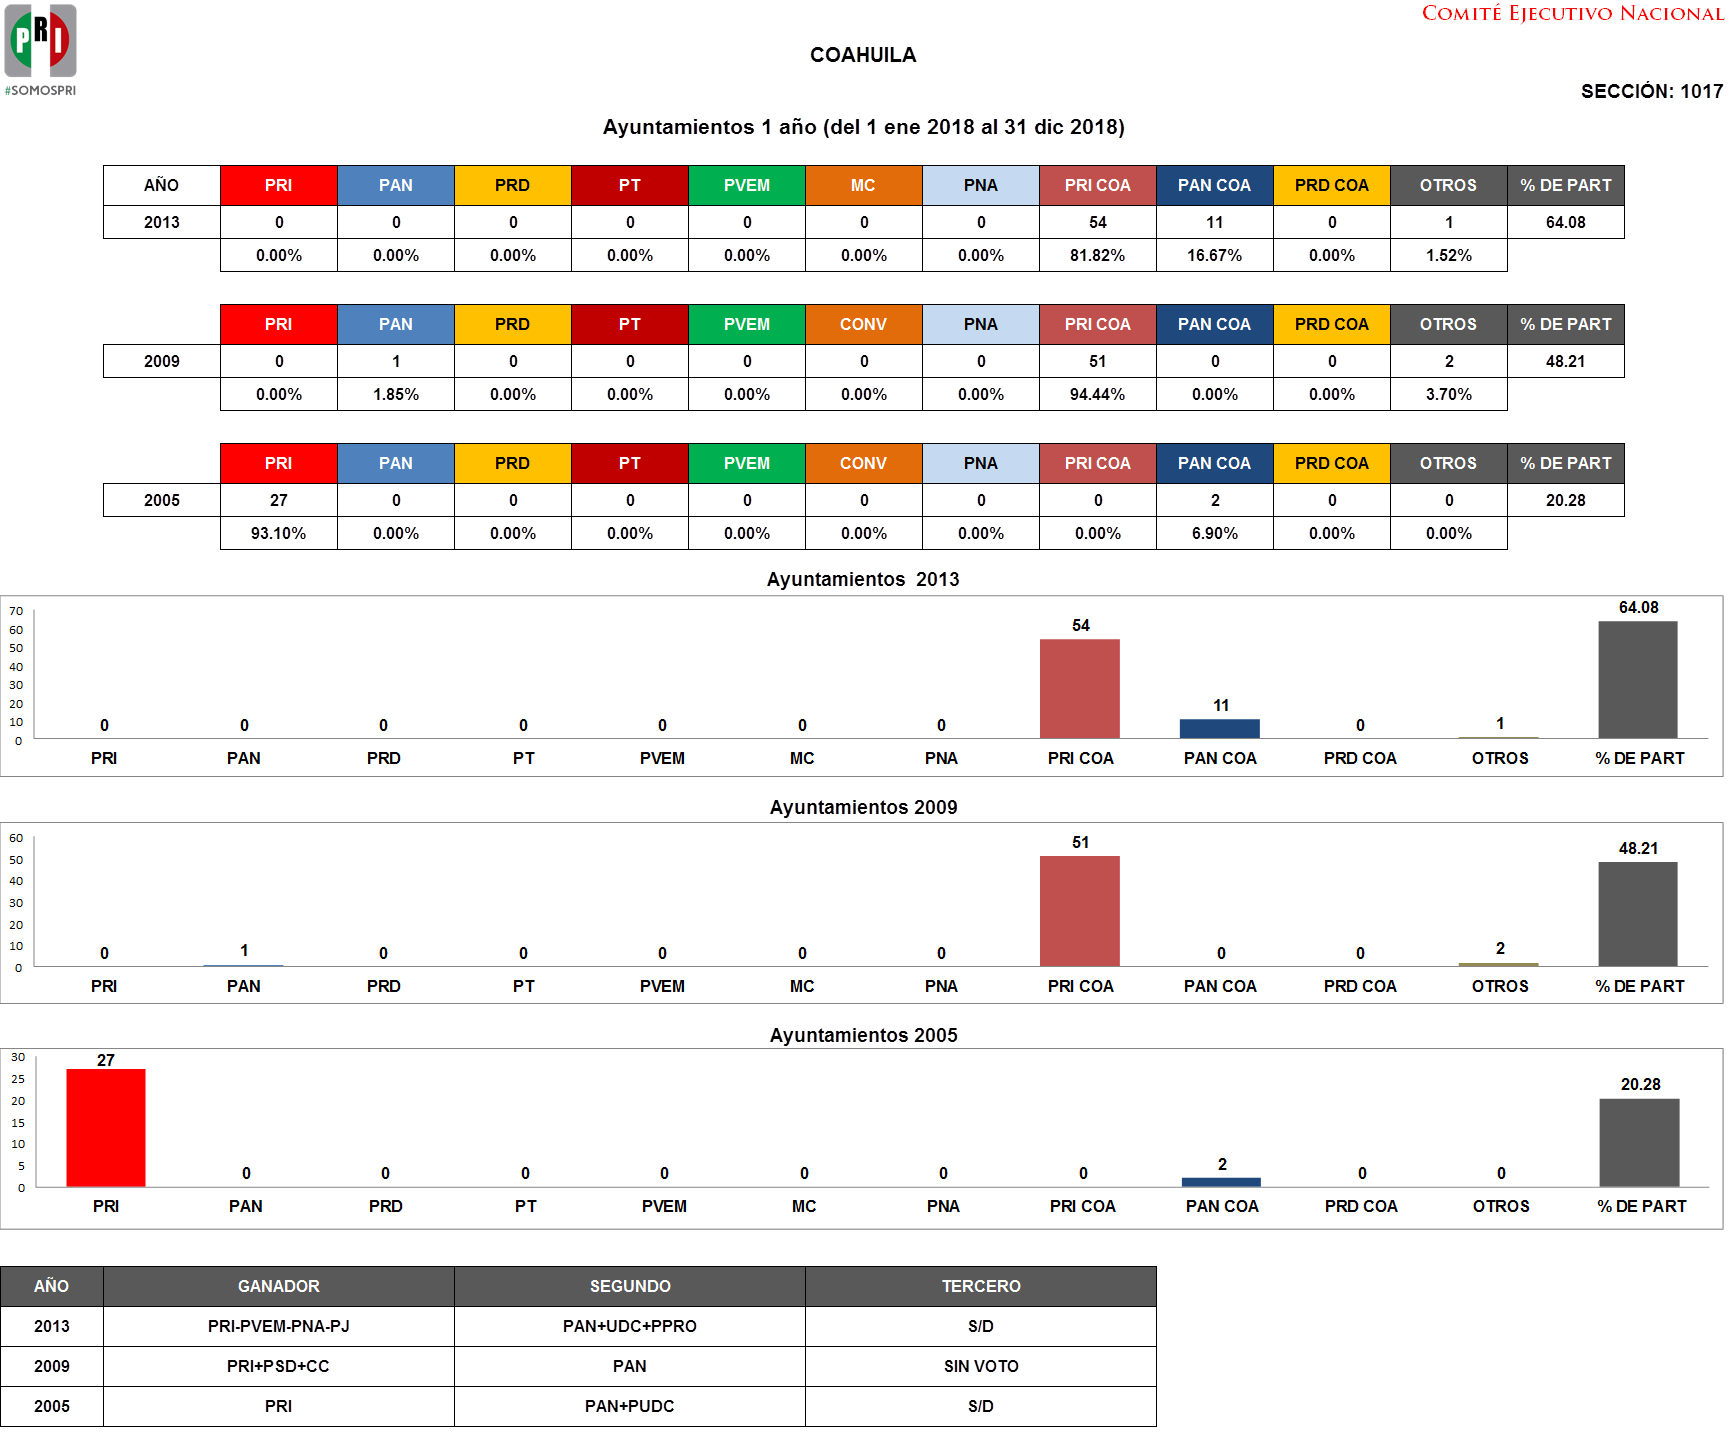 COMITÉ EJECUTIVO NACIONAL
PRI
#SOMOSPRI
COAHUILA
SECCIÓN: 1017
Ayuntamientos 1 año (del 1 ene 2018 al 31 dic 2018)
AÑO PRI PAN PRD PT PVEM MC PNA PRI COA PAN COA PRD COA OTROS % DE PART
2013 0 0 0 0 0 0 0 54 11 0 1 64.08
0.00% 0.00% 0.00% 0.00% 0.00% 0.00% 0.00% 81.82% 16.67% 0.00% 1.52%
PRI PAN PRD PT PVEM CONV PNA PRI COA PAN COA PRD COA OTROS % DE PART
2009 0 1 0 0 0 0 0 51 0 0 2 48.21
0.00% 1.85% 0.00% 0.00% 0.00% 0.00% 0.00% 94.44% 0.00% 0.00% 3.70%
PRI PAN PRD PT PVEM CONV PNA PRI COA PAN COA PRD COA OTROS % DE PART
2005 27 0 0 0 0 0 0 0 2 0 0 20.28
93.10% 0.00% 0.00% 0.00% 0.00% 0.00% 0.00% 0.00% 6.90% 0.00% 0.00%
Ayuntamientos 2013
70
60
50
40
30
20
10
0
0 0 0 0 0 0 0 54 11 0 1 64.08
PRI PAN PRD PT PVEM MC PNA PRI COA PAN COA PRD COA OTROS % DE PART
Ayuntamientos 2009
60
50
40
30
20
10
0
0 1 0 0 0 0 0 51 0 0 2 48.21
PRI PAN PRD PT PVEM MC PNA PRI COA PAN COA PRD COA OTROS % DE PART
Ayuntamientos 2005
30
25
20
15
10
5
0
27 0 0 0 0 0 0 0 2 0 0 20.28
PRI PAN PRD PT PVEM MC PNA PRI COA PAN COA PRD COA OTROS % DE PART
AÑO GANADOR SEGUNDO TERCERO
2013 PRI-PVEM-PNA-PJ PAN+UDC+PPRO S/D
2009 PRI+PSD+CC PAN SIN VOTO
2005 PRI PAN+PUDC S/D